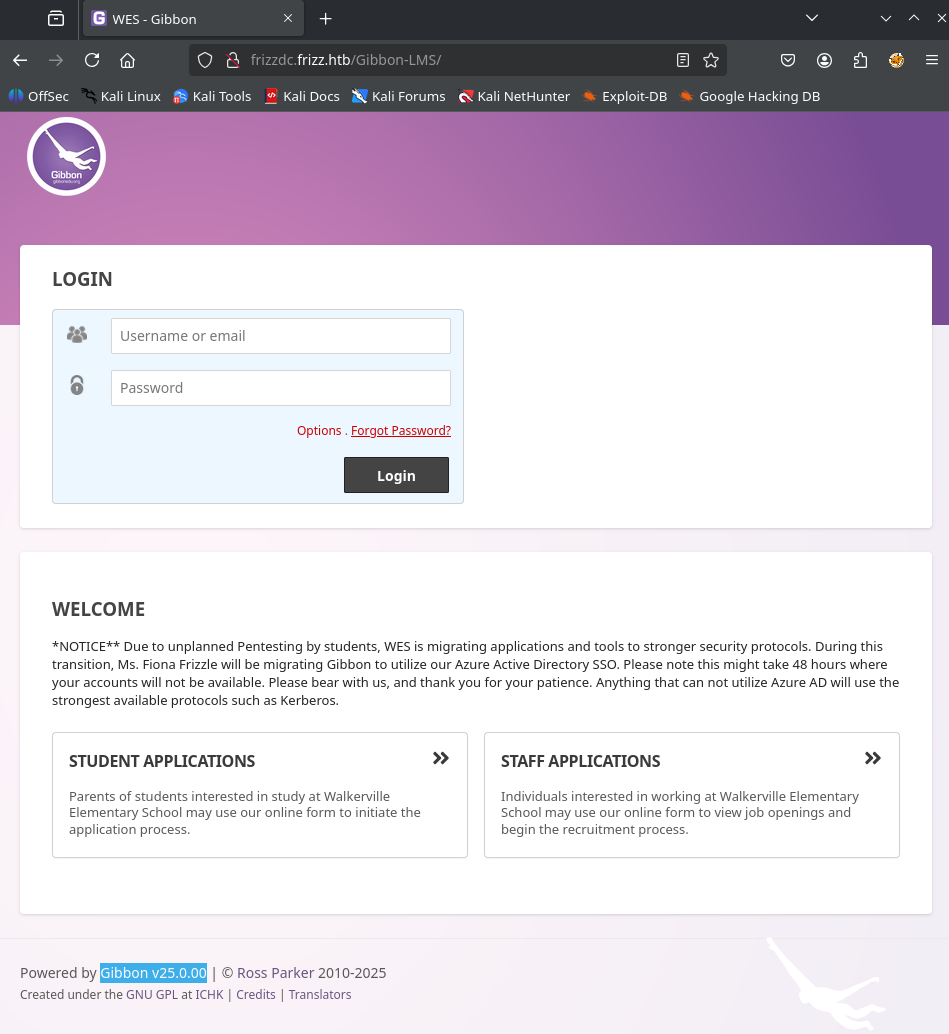 WES - Gibbon
frizzdc.frizz.htb/Gibbon-LMS/
OffSec Kali Linux Kali Tools Kali Docs Kali Forums Kali NetHunter Exploit-DB Google Hacking DB
Gibbon
gibbonedu.org
LOGIN
Username or email
Password
Options . Forgot Password?
Login
WELCOME
*NOTICE** Due to unplanned Pentesting by students, WES is migrating applications and tools to stronger security protocols. During this
transition, Ms. Fiona Frizzle will be migrating Gibbon to utilize our Azure Active Directory SSO. Please note this might take 48 hours where
your accounts will not be available. Please bear with us, and thank you for your patience. Anything that can not utilize Azure AD will use the
strongest available protocols such as Kerberos.
STUDENT APPLICATIONS
Parents of students interested in study at Walkerville
Elementary School may use our online form to initiate the
application process.
STAFF APPLICATIONS
Individuals interested in working at Walkerville Elementary
School may use our online form to view job openings and
begin the recruitment process.
Powered by Gibbon v25.0.00 | © Ross Parker 2010-2025
Created under the GNU GPL at ICHK | Credits | Translators